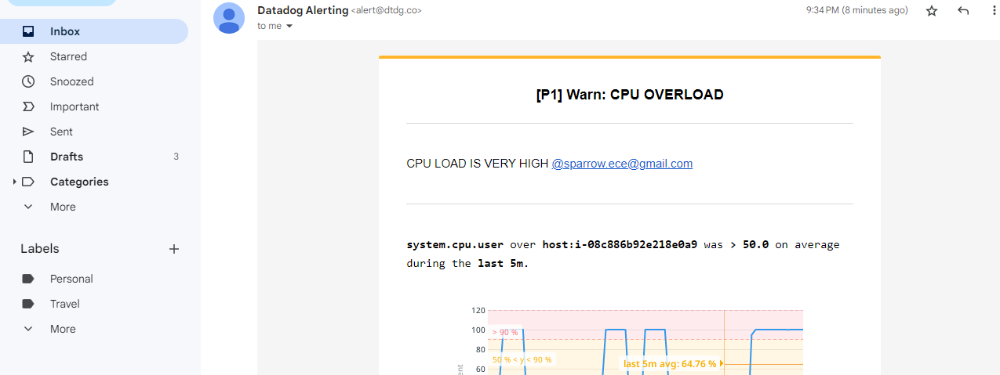 Inbox
Starred
Snoozed
Important
Sent
Drafts 3
Categories
More
Labels
Personal
Travel
More
Datadog Alerting <alert@dtdg.co> 9:34 PM (8 minutes ago)
to me
[P1] Warn: CPU OVERLOAD
CPU LOAD IS VERY HIGH @sparrow.ece@gmail.com
system.cpu.user over host:i-08c886b92e218e0a9 was > 50.0 on average
during the last 5m.
120
100
> 90 %
80
50 % < y < 90 %
last 5m avg: 64.76 %
60